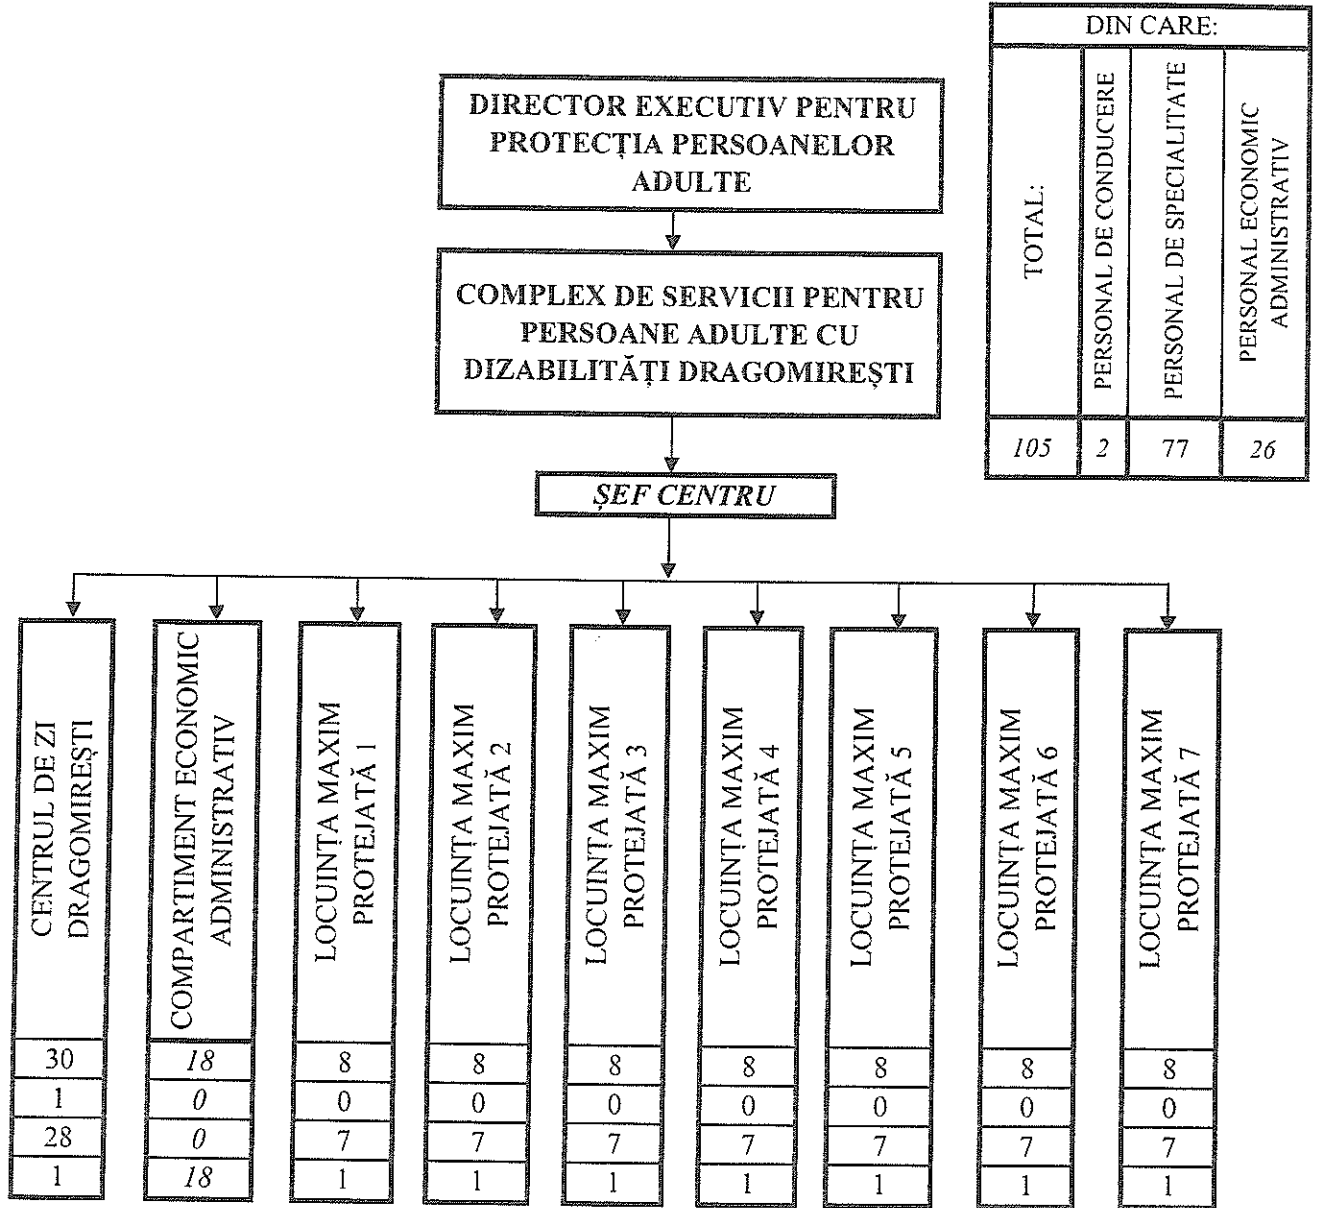 DIN CARE:
TOTAL:
PERSONAL DE CONDUCERE
PERSONAL DE SPECIALITATE
PERSONAL ECONOMIC
ADMINISTRATIV
105 2 77 26
DIRECTOR EXECUTIV PENTRU
PROTECȚIA PERSOANELOR
ADULTE
COMPLEX DE SERVICII PENTRU
PERSOANE ADULTE CU
DIZABILITĂȚI DRAGOMIREȘTI
ȘEF CENTRU
CENTRUL DE ZI
DRAGOMIREȘTI
30
1
28
1
COMPARTIMENT ECONOMIC
ADMINISTRATIV
18
0
0
18
LOCUINȚA MAXIM
PROTEJATĂ 1
8
0
7
1
LOCUINȚA MAXIM
PROTEJATĂ 2
8
0
7
1
LOCUINȚA MAXIM
PROTEJATĂ 3
8
0
7
1
LOCUINȚA MAXIM
PROTEJATĂ 4
8
0
7
1
LOCUINȚA MAXIM
PROTEJATĂ 5
8
0
7
1
LOCUINȚA MAXIM
PROTEJATĂ 6
8
0
7
1
LOCUINȚA MAXIM
PROTEJATĂ 7
8
0
7
1